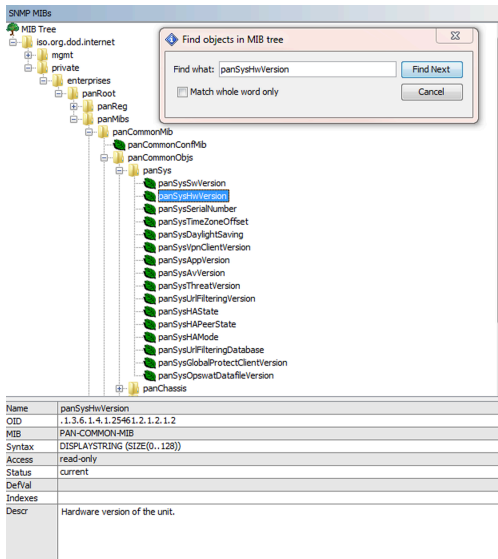 SNMP MIBs
MIB Tree
iso.org.dod.internet
mgmt
private
enterprises
panRoot
panReg
panMibs
panCommonMib
panCommonConfMib
panCommonObjs
panSys
panSysSwVersion
panSysHwVersion
panSysSerialNumber
panSysTimeZoneOffset
panSysDaylightSaving
panSysVpnClientVersion
panSysAppVersion
panSysAvVersion
panSysThreatVersion
panSysUrlFilteringVersion
panSysHAState
panSysHAPeerState
panSysHAMode
panSysUrlFilteringDatabase
panSysGlobalProtectClientVersion
panSysOpswatDatafileVersion
panChassis
Find objects in MIB tree
Find what: panSysHwVersion Find Next
Match whole word only Cancel
Name panSysHwVersion
OID .1.3.6.1.4.1.25461.2.1.2.1.2
MIB PAN-COMMON-MIB
Syntax DISPLAYSTRING (SIZE(0..128))
Access read-only
Status current
DefVal
Indexes
Descr Hardware version of the unit.